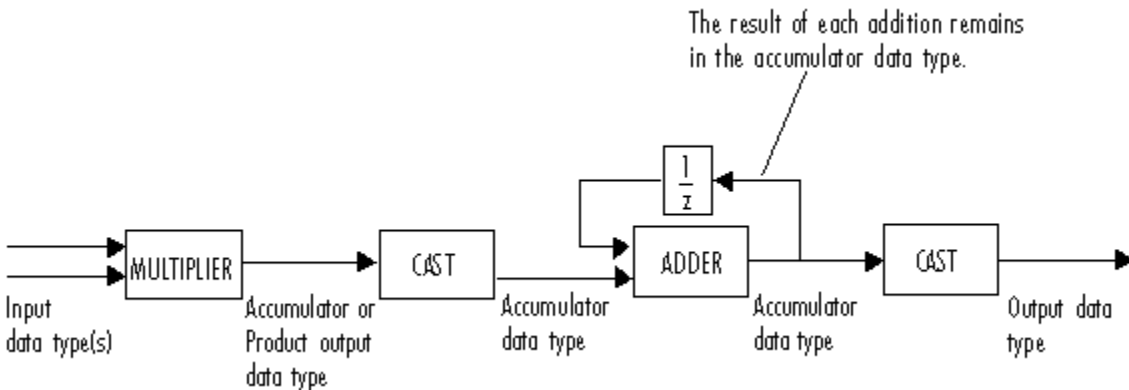 The result of each addition remains
in the accumulator data type.
1
z
MULTIPLIER
CAST
ADDER
CAST
Input
data type(s)
Accumulator or
Product output
data type
Accumulator
data type
Accumulator
data type
Output data
type